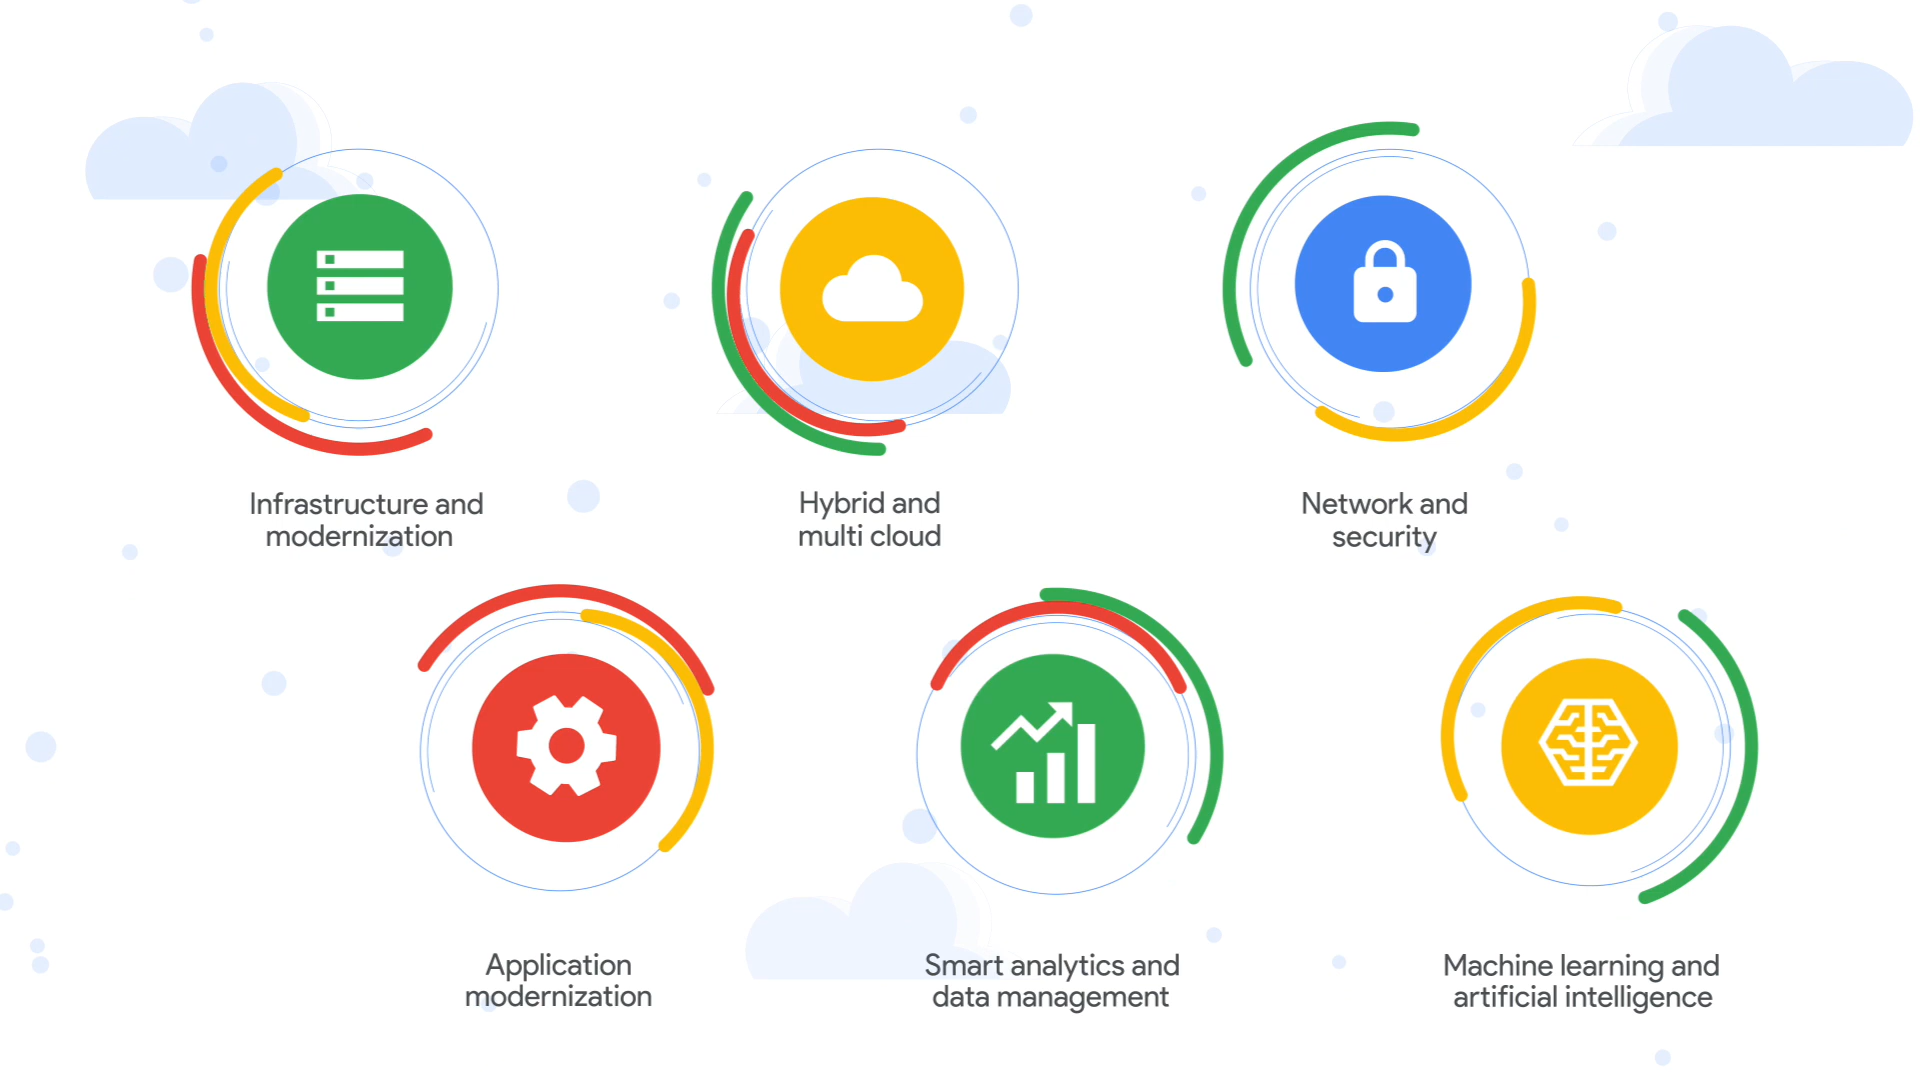 Infrastructure and
modernization
Hybrid and
multi cloud
Network and
security
Application
modernization
Smart analytics and
data management
Machine learning and
artificial intelligence